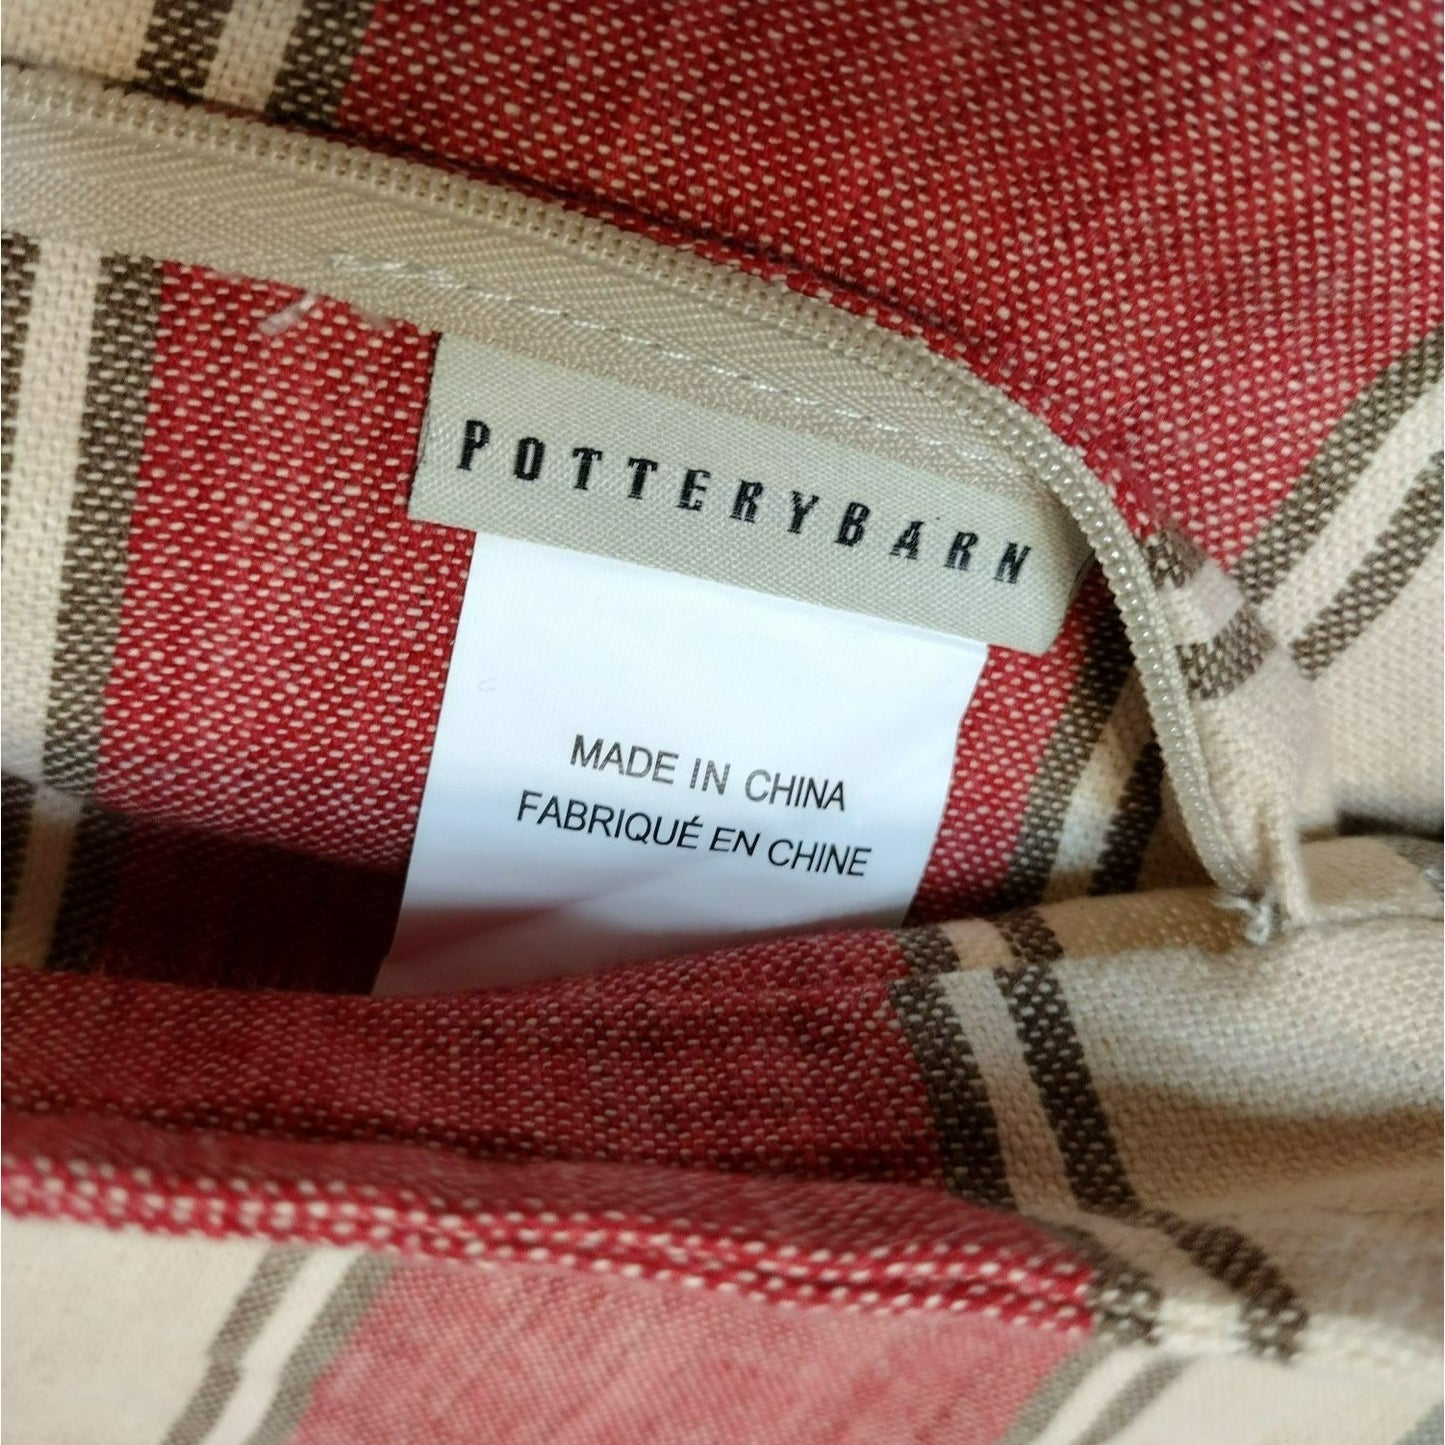 POTTERYBARN
MADE IN CHINA
FABRIQUÉ EN CHINE